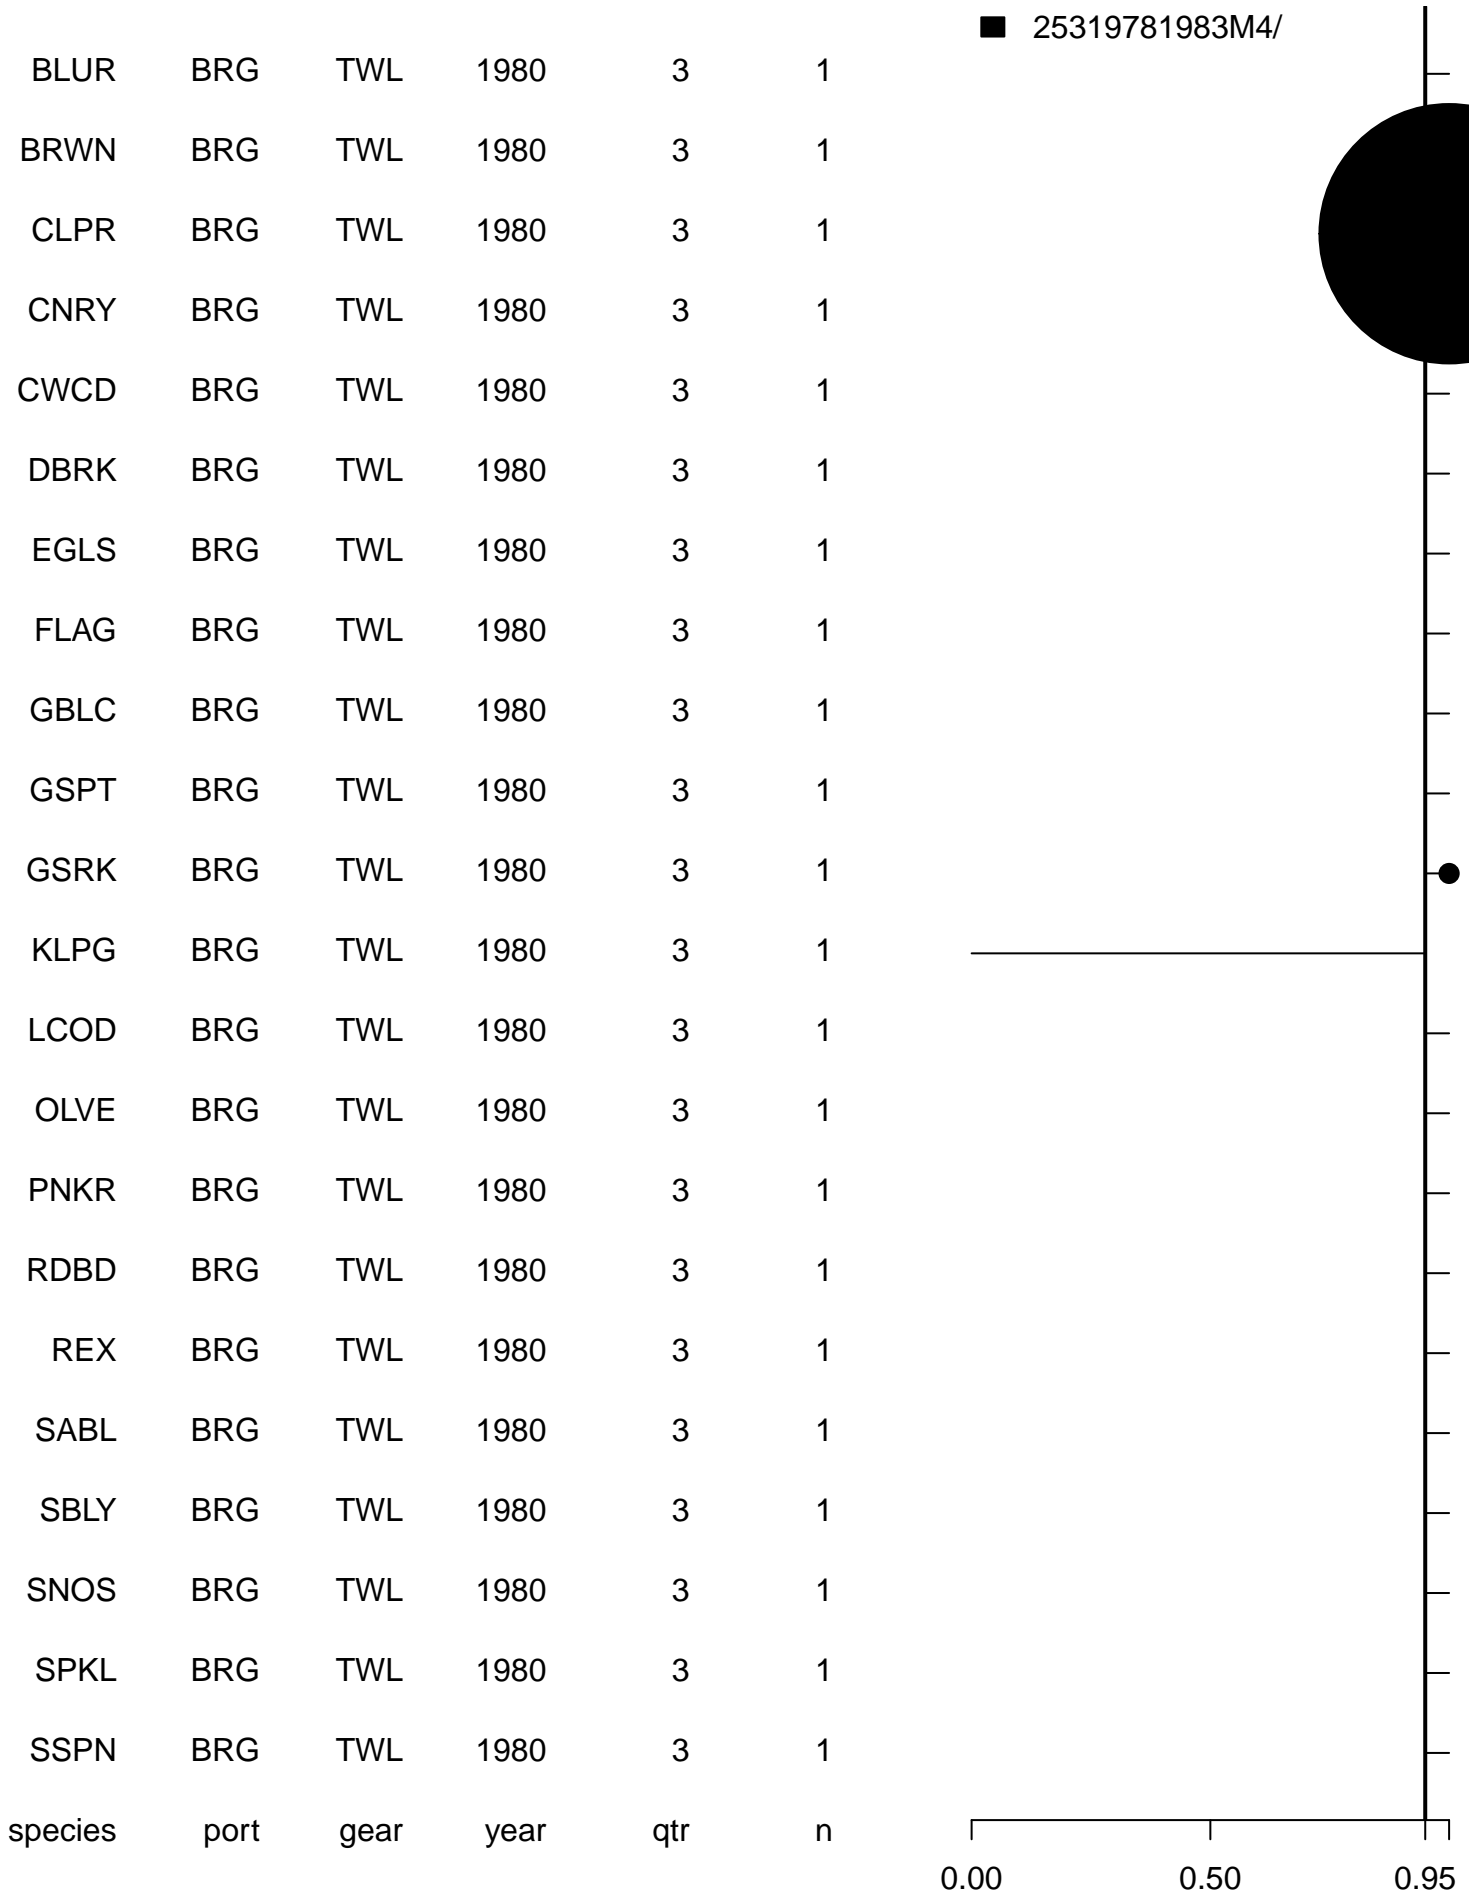 25319781983M4/
BLUR BRG TWL 1980 3 1
BRWN BRG TWL 1980 3 1
CLPR BRG TWL 1980 3 1
CNRY BRG TWL 1980 3 1
CWCD BRG TWL 1980 3 1
DBRK BRG TWL 1980 3 1
EGLS BRG TWL 1980 3 1
FLAG BRG TWL 1980 3 1
GBLC BRG TWL 1980 3 1
GSPT BRG TWL 1980 3 1
GSRK BRG TWL 1980 3 1
KLPG BRG TWL 1980 3 1
LCOD BRG TWL 1980 3 1
OLVE BRG TWL 1980 3 1
PNKR BRG TWL 1980 3 1
RDBD BRG TWL 1980 3 1
REX BRG TWL 1980 3 1
SABL BRG TWL 1980 3 1
SBLY BRG TWL 1980 3 1
SNOS BRG TWL 1980 3 1
SPKL BRG TWL 1980 3 1
SSPN BRG TWL 1980 3 1
species port gear year qtr n
0.00 0.50 0.95